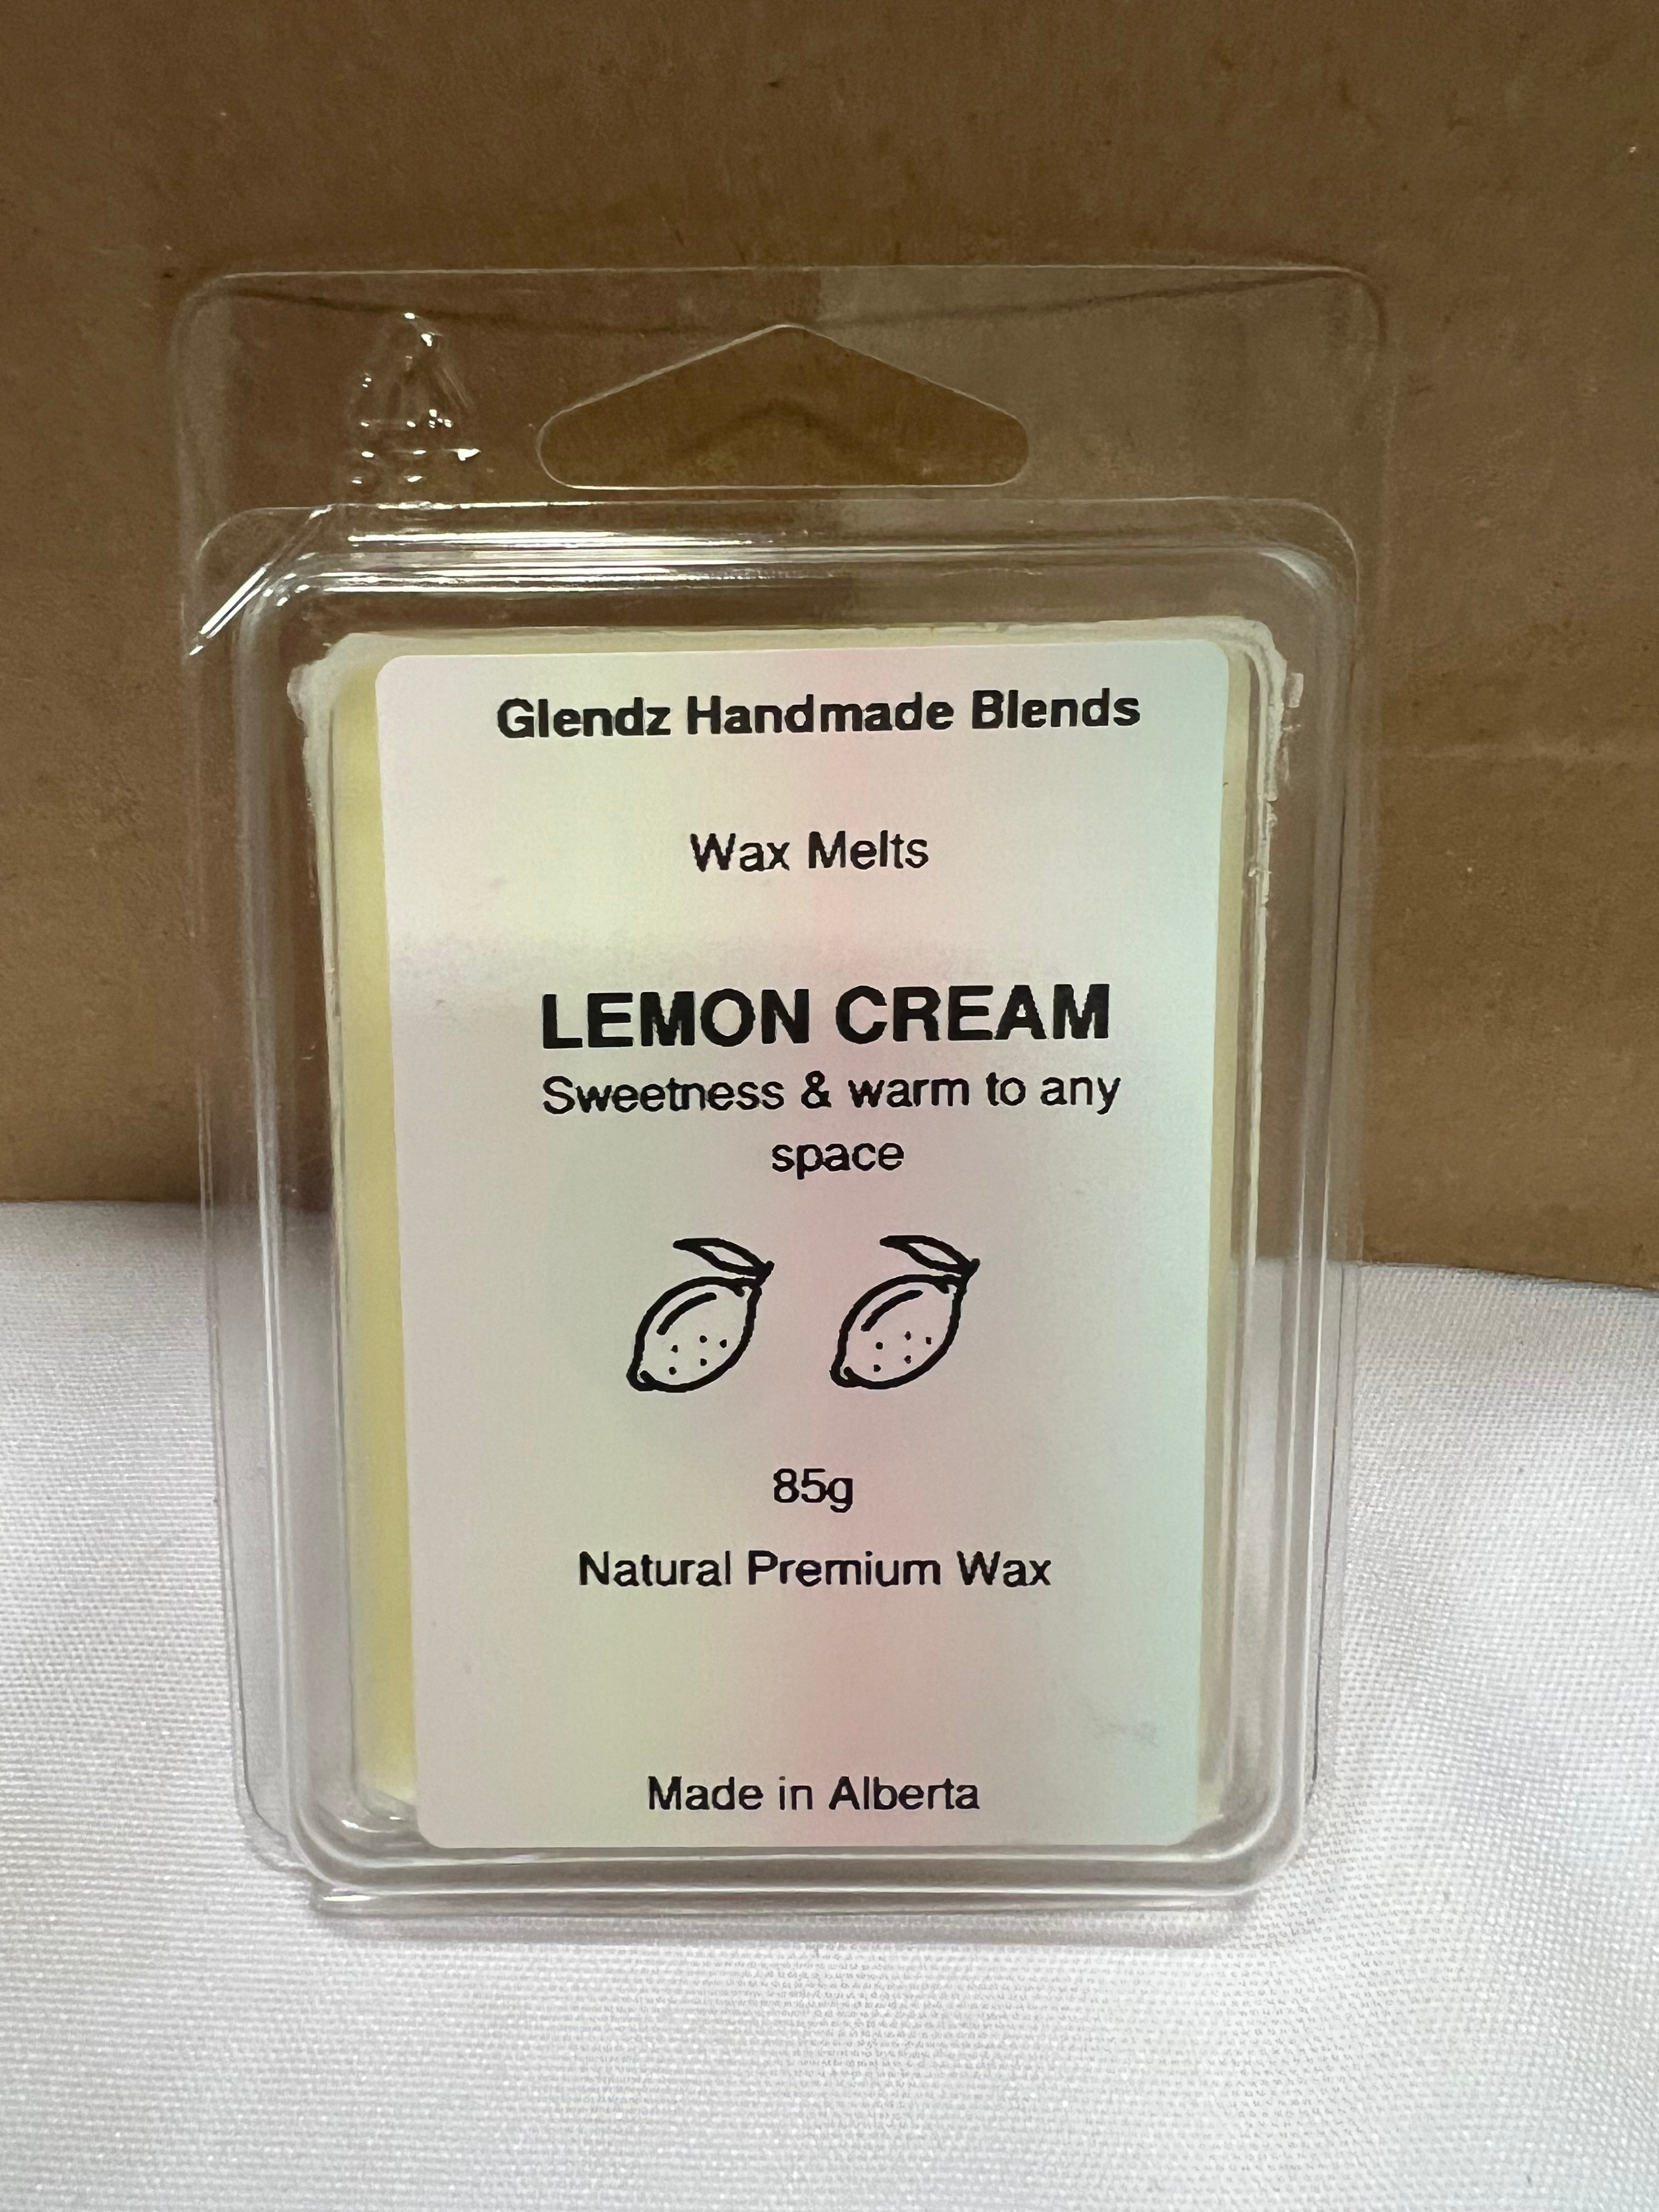 Glendz Handmade Blends
Wax Melts
LEMON CREAM
Sweetness & warm to any
space
85g
Natural Premium Wax
Made in Alberta